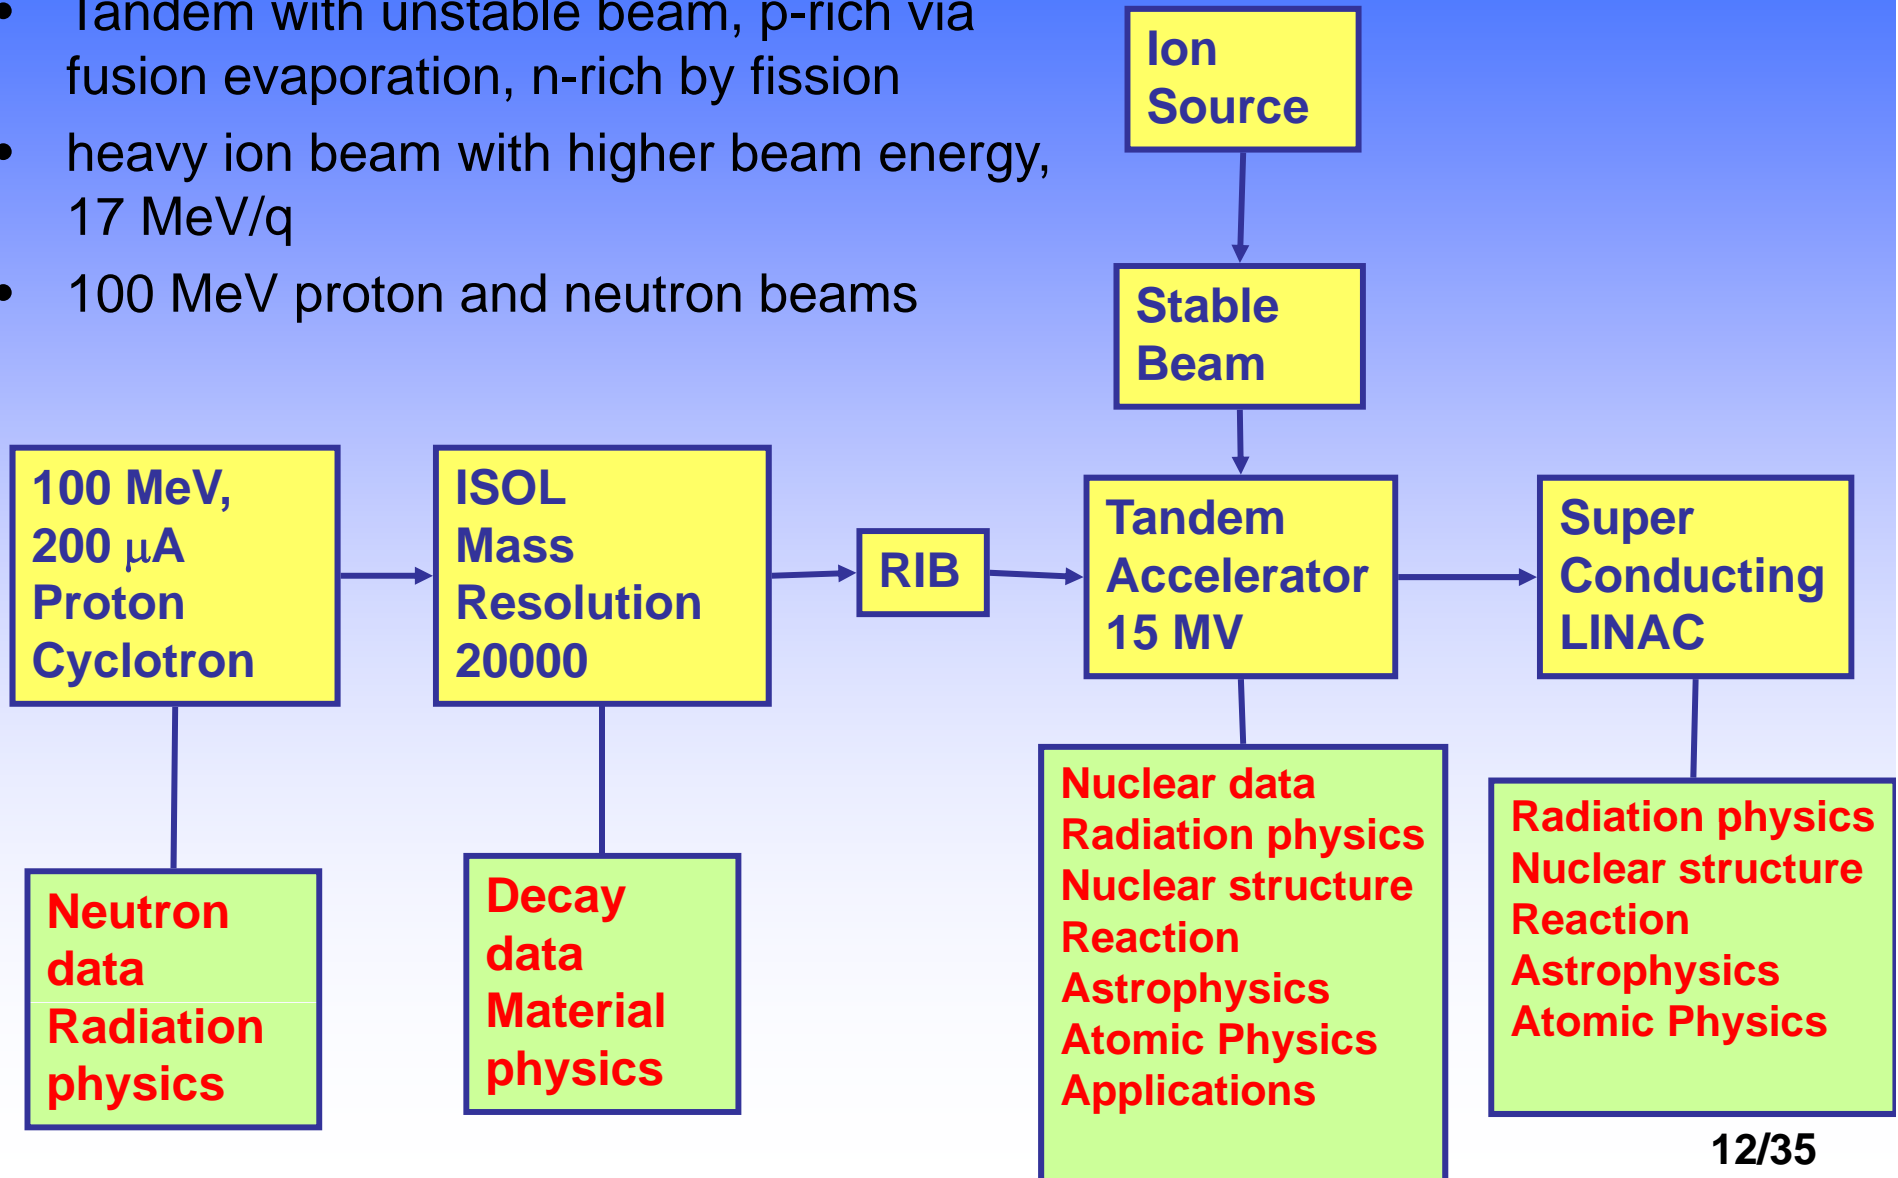 • Tandem with unstable beam, p-rich via
fusion evaporation, n-rich by fission
• heavy ion beam with higher beam energy,
17 MeV/q
• 100 MeV proton and neutron beams
Ion
Source
Stable
Beam
100 MeV,
200 μA
Proton
Cyclotron
ISOL
Mass
Resolution
20000
RIB
Tandem
Accelerator
15 MV
Super
Conducting
LINAC
Neutron
data
Radiation
physics
Decay
data
Material
physics
Nuclear data
Radiation physics
Nuclear structure
Reaction
Astrophysics
Atomic Physics
Applications
Radiation physics
Nuclear structure
Reaction
Astrophysics
Atomic Physics
12/35